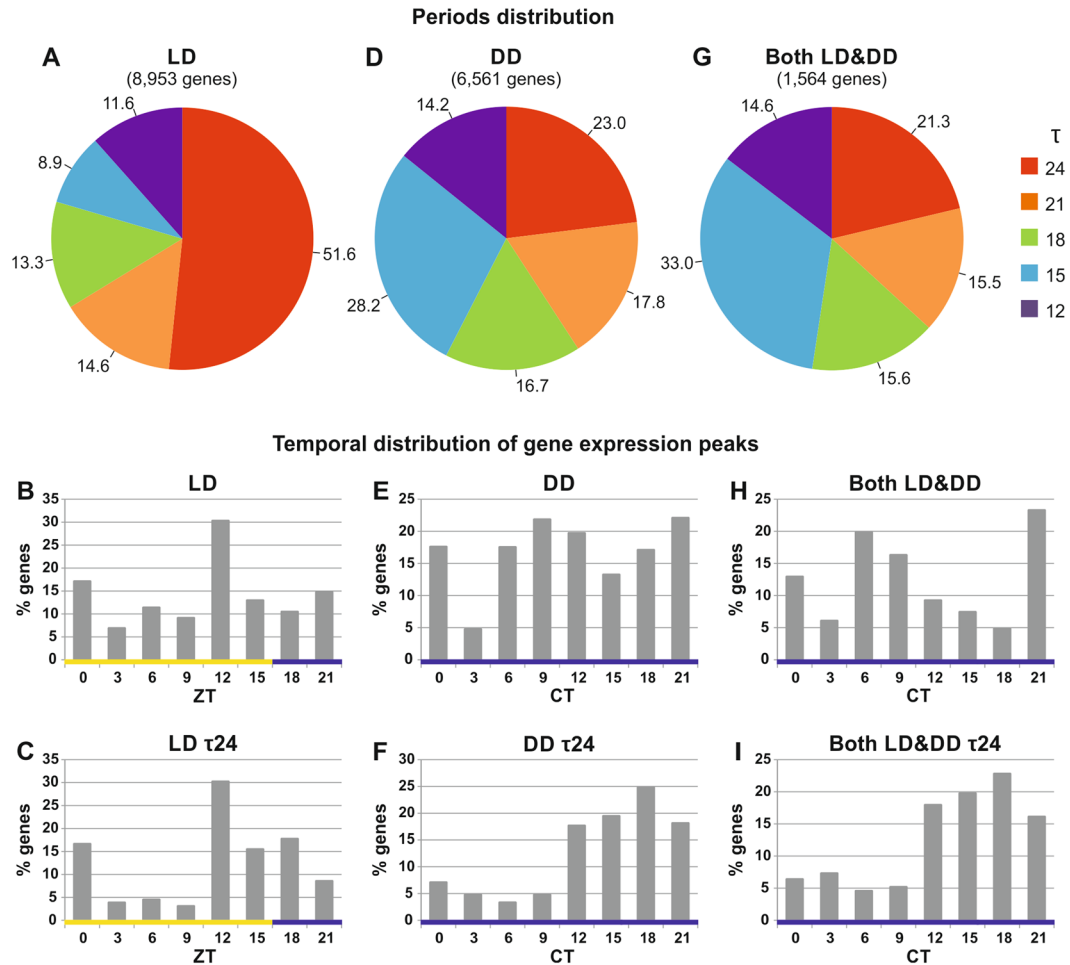 Periods distribution
A LD D DD G Both LD&DD
(8,953 genes) (6,561 genes) (1,564 genes)
11.6 14.2 14.6
23.0 21.3
τ
8.9 24
21
51.6 18
13.3 33.0 15
28.2 17.8 15.5 12
14.6 16.7 15.6
Temporal distribution of gene expression peaks
B LD
% genes
35
30
25
20
15
10
5
0
0 3 6 9 12 15 18 21
ZT
E DD
% genes
25
20
15
10
5
0
0 3 6 9 12 15 18 21
CT
H Both LD&DD
% genes
25
20
15
10
5
0
0 3 6 9 12 15 18 21
CT
C LD τ24
% genes
35
30
25
20
15
10
5
0
0 3 6 9 12 15 18 21
ZT
F DD τ24
% genes
30
25
20
15
10
5
0
0 3 6 9 12 15 18 21
CT
I Both LD&DD τ24
% genes
25
20
15
10
5
0
0 3 6 9 12 15 18 21
CT